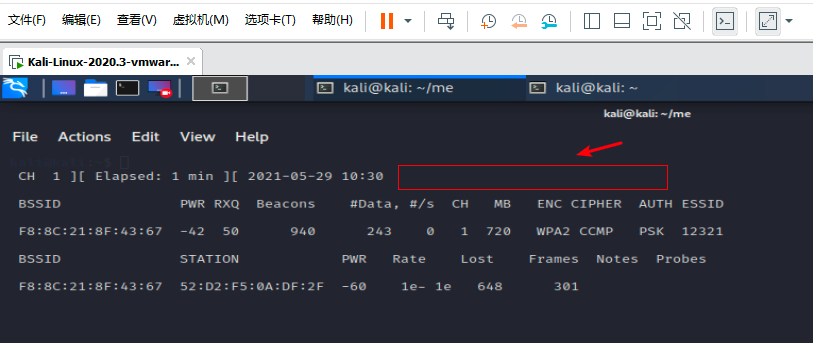 文件(F) 编辑(E) 查看(V) 虚拟机(M) 选项卡(T) 帮助(H)
Kali-Linux-2020.3-vmwar... ×
kali@kali: ~/me kali@kali: ~
kali@kali: ~/me
File Actions Edit View Help
CH 1 ][ Elapsed: 1 min ][ 2021-05-29 10:30
BSSID PWR RXQ Beacons #Data, #/s CH MB ENC CIPHER AUTH ESSID
F8:8C:21:8F:43:67 -42 50 940 243 0 1 720 WPA2 CCMP PSK 12321
BSSID STATION PWR Rate Lost Frames Notes Probes
F8:8C:21:8F:43:67 52:D2:F5:0A:DF:2F -60 1e- 1e 648 301